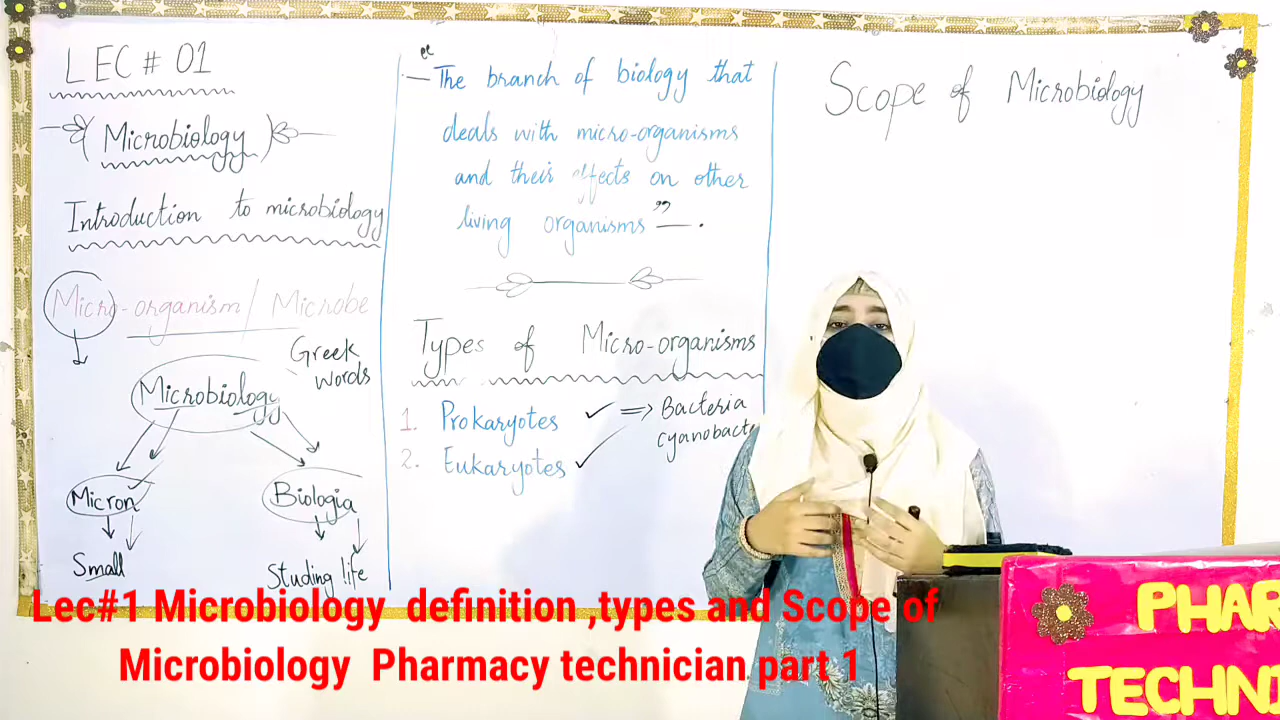 LEC # 01
Microbiology
Introduction to microbiology
Micro-organism / Microbe
Greek
words
Microbiology
Micron
Biologia
Small
Studing life
The branch of biology that
deals with micro-organisms
and their effects on other
living organisms
Types of Micro-organisms
1. Prokaryotes => Bacteria
cyanobacte
2. Eukaryotes
Scope of Microbiology
PHAR
TECHNI
Lec#1 Microbiology definition ,types and Scope of
Microbiology Pharmacy technician part 1